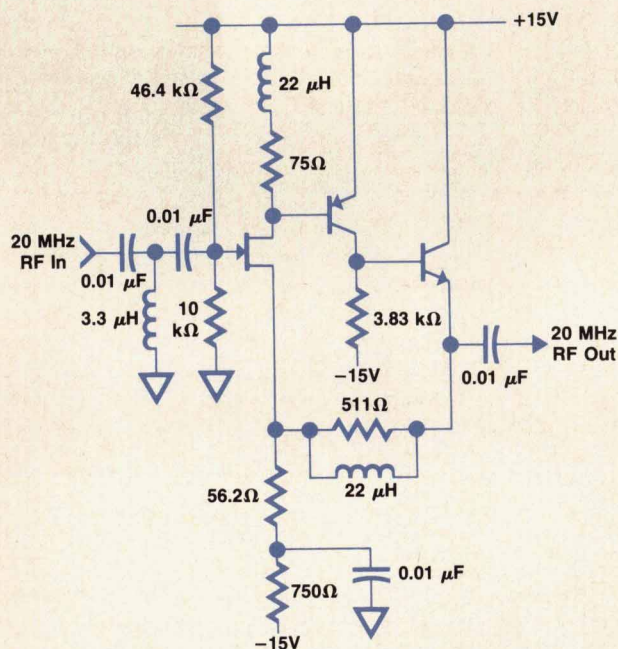 +15V
46.4 kΩ
22 μH
75Ω
0.01 μF
20 MHz
RF In
0.01 μF
3.3 μH
10
kΩ
3.83 kΩ
−15V
20 MHz
RF Out
0.01 μF
511Ω
22 μH
56.2Ω
0.01 μF
750Ω
−15V